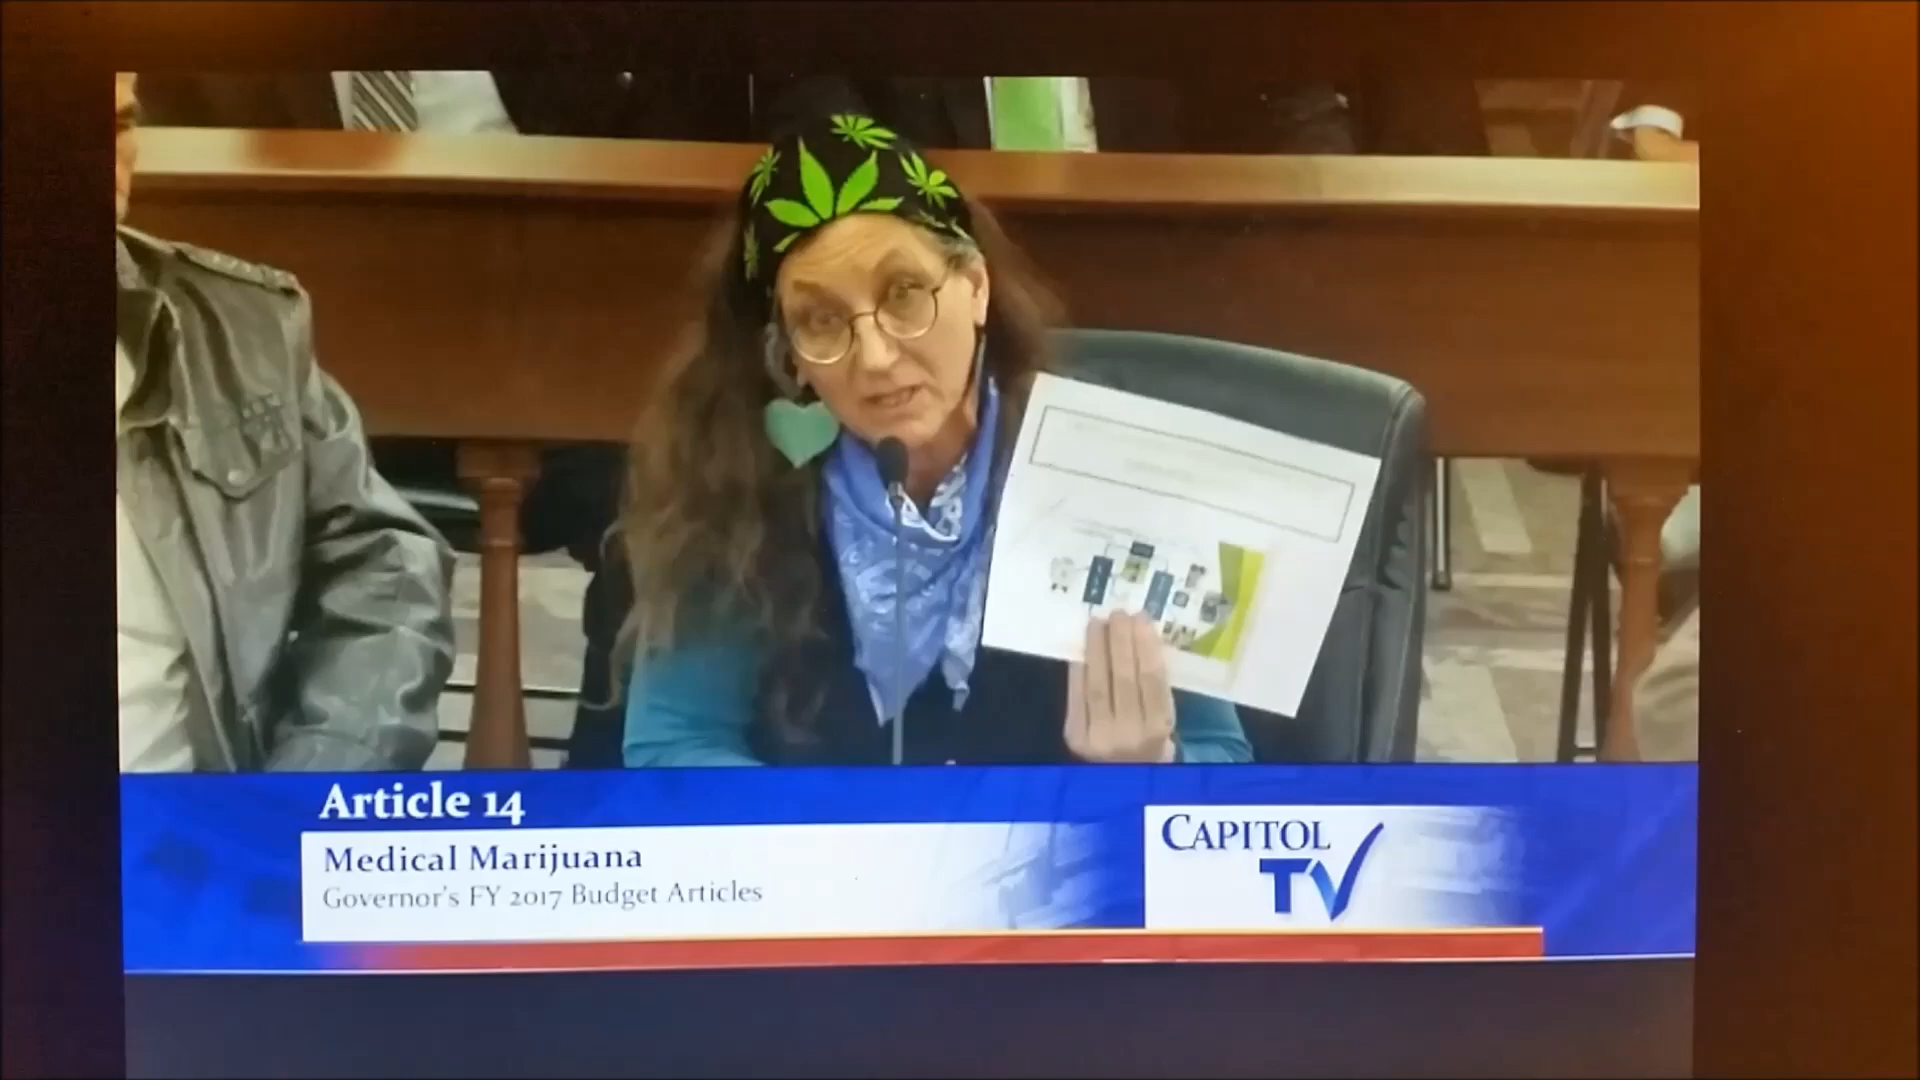 Article 14
Medical Marijuana
Governor's FY 2017 Budget Articles
CAPITOL
TV